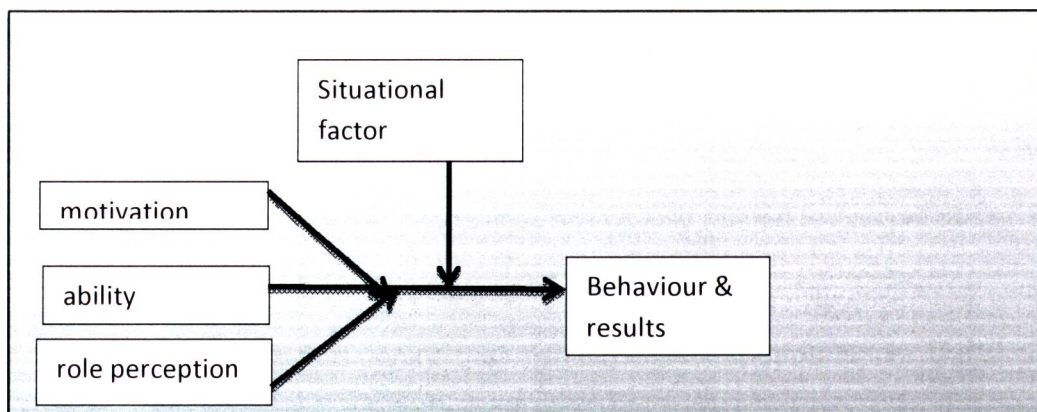 Situational
factor
motivation
ability
role perception
Behaviour &
results